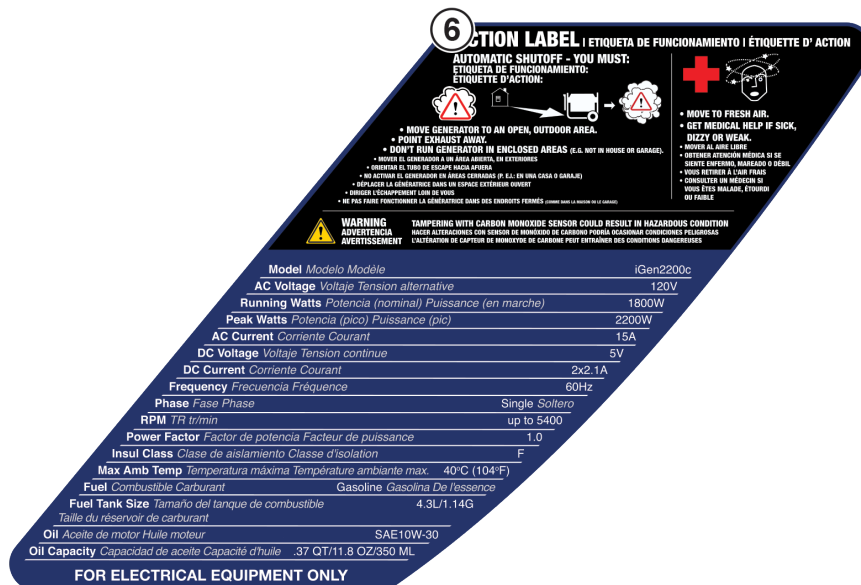 6
CTION LABEL I ETIQUETA DE FUNCIONAMIENTO I ÉTIQUETTE D' ACTION
AUTOMATIC SHUTOFF - YOU MUST:
ETIQUETA DE FUNCIONAMIENTO:
ÉTIQUETTE D'ACTION:
• MOVE GENERATOR TO AN OPEN, OUTDOOR AREA.
• POINT EXHAUST AWAY.
• DON'T RUN GENERATOR IN ENCLOSED AREAS (E.G. NOT IN HOUSE OR GARAGE).
• MOVER EL GENERADOR A UN ÁREA ABIERTA, EN EXTERIORES
• ORIENTAR EL TUBO DE ESCAPE HACIA AFUERA
• NO ACTIVAR EL GENERADOR EN ÁREAS CERRADAS (P. EJ.: EN UNA CASA O GARAJE)
• DÉPLACER LA GÉNÉRATRICE DANS UN ESPACE EXTÉRIEUR OUVERT
• DIRIGER L'ÉCHAPPEMENT LOIN DE VOUS
• NE PAS FAIRE FONCTIONNER LA GÉNÉRATRICE DANS DES ENDROITS FERMÉS (COMME DANS LA MAISON OU LE GARAGE)
• MOVE TO FRESH AIR.
• GET MEDICAL HELP IF SICK,
DIZZY OR WEAK.
• MOVER AL AIRE LIBRE
• OBTENER ATENCIÓN MÉDICA SI SE
SIENTE ENFERMO, MAREADO O DÉBIL
• VOUS RETIRER À L'AIR FRAIS
• CONSULTER UN MÉDECIN SI
VOUS ÊTES MALADE, ÉTOURDI
OU FAIBLE
WARNING TAMPERING WITH CARBON MONOXIDE SENSOR COULD RESULT IN HAZARDOUS CONDITION
ADVERTENCIA HACER ALTERACIONES CON SENSOR DE MONÓXIDO DE CARBONO PODRÍA OCASIONAR CONDICIONES PELIGROSAS
AVERTISSEMENT L'ALTÉRATION DE CAPTEUR DE MONOXYDE DE CARBONE PEUT ENTRAÎNER DES CONDITIONS DANGEREUSES
Model Modelo Modèle iGen2200c
AC Voltage Voltaje Tension alternative 120V
Running Watts Potencia (nominal) Puissance (en marche) 1800W
Peak Watts Potencia (pico) Puissance (pic) 2200W
AC Current Corriente Courant 15A
DC Voltage Voltaje Tension continue 5V
DC Current Corriente Courant 2x2.1A
Frequency Frecuencia Fréquence 60Hz
Phase Fase Phase Single Soltero
RPM TR tr/min up to 5400
Power Factor Factor de potencia Facteur de puissance 1.0
Insul Class Clase de aislamiento Classe d'isolation F
Max Amb Temp Temperatura máxima Température ambiante max. 40ºC (104ºF)
Fuel Combustible Carburant Gasoline Gasolina De l'essence
Fuel Tank Size Tamaño del tanque de combustible 4.3L/1.14G
Taille du réservoir de carburant
Oil Aceite de motor Huile moteur SAE10W-30
Oil Capacity Capacidad de aceite Capacité d'huile .37 QT/11.8 OZ/350 ML
FOR ELECTRICAL EQUIPMENT ONLY